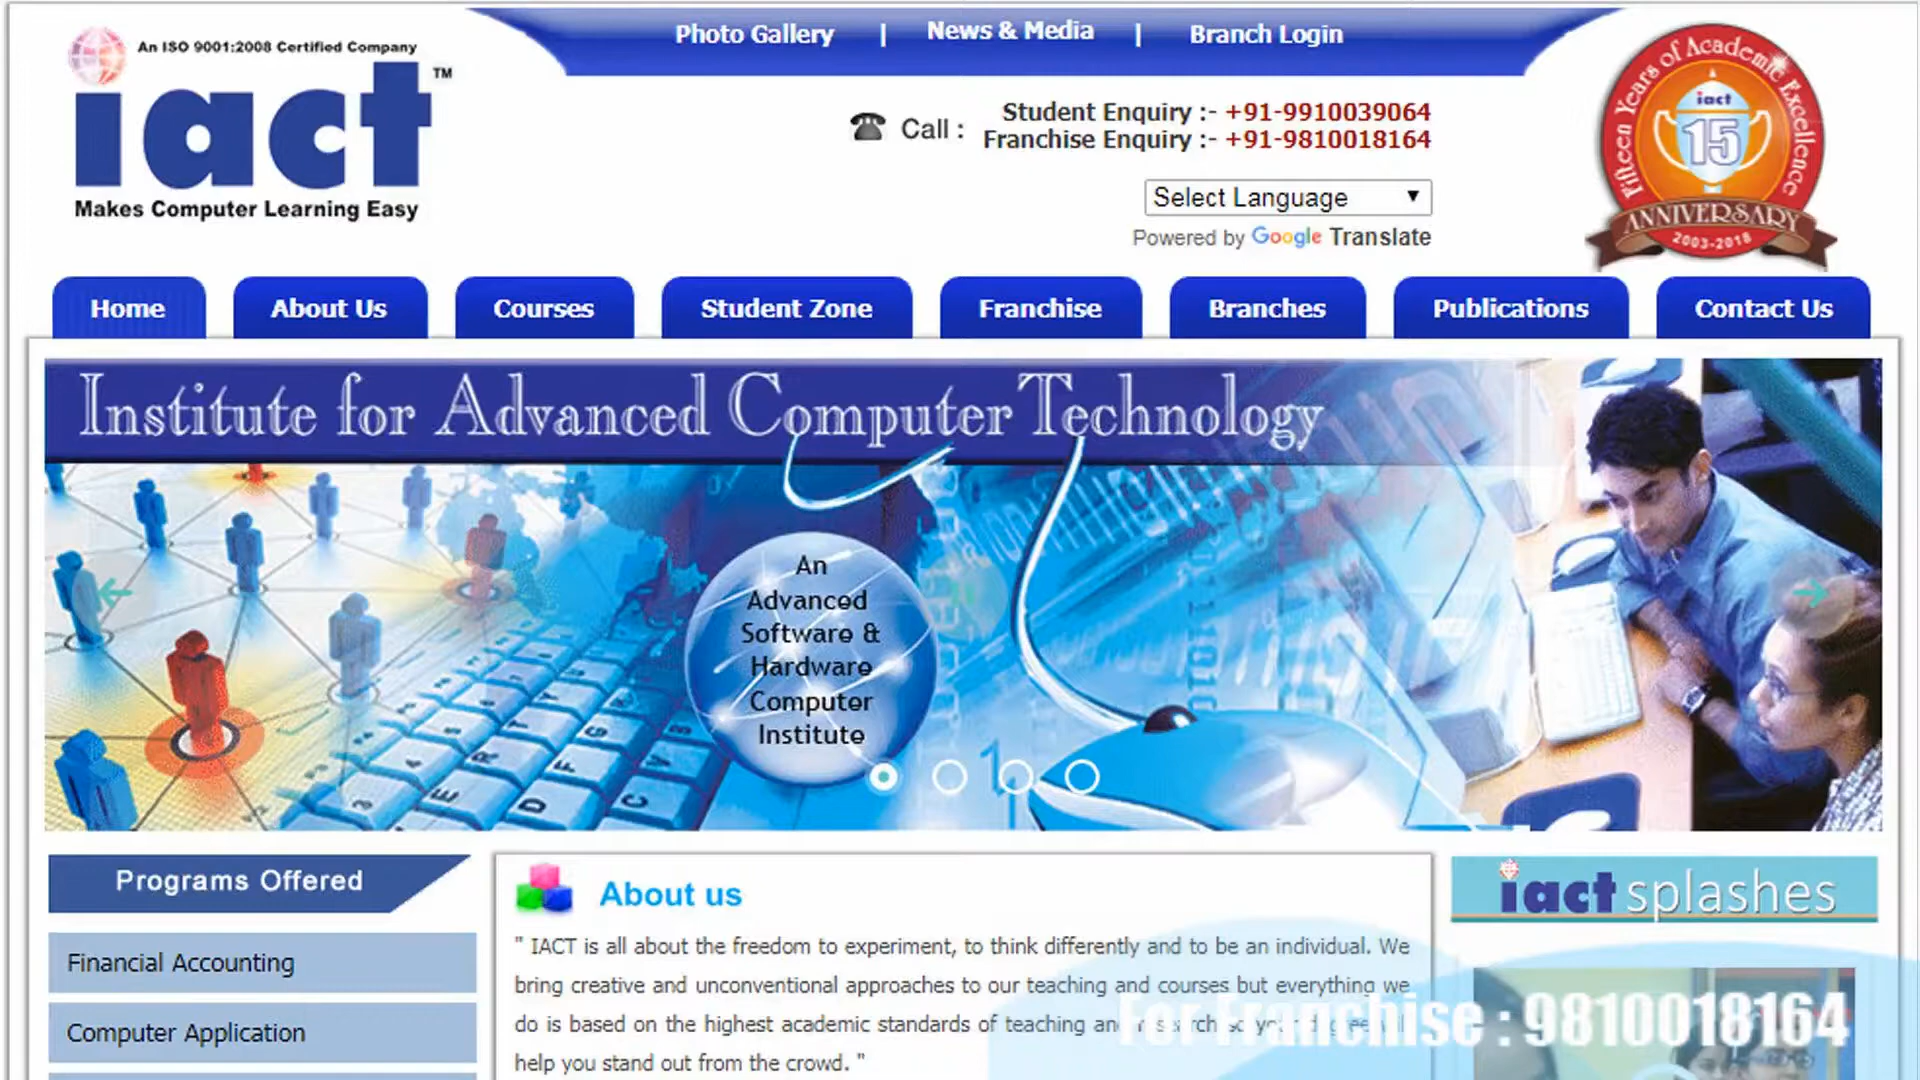 An ISO 9001:2008 Certified Company
iact TM
Makes Computer Learning Easy
Photo Gallery | News & Media | Branch Login
Call :
Student Enquiry :- +91-9910039064
Franchise Enquiry :- +91-9810018164
Select Language
Powered by Google Translate
Fifteen Years of Academic Excellence
iact
15
ANNIVERSARY
2003-2018
Home
About Us
Courses
Student Zone
Franchise
Branches
Publications
Contact Us
Institute for Advanced Computer Technology
An
Advanced
Software &
Hardware
Computer
Institute
Programs Offered
Financial Accounting
Computer Application
About us
" IACT is all about the freedom to experiment, to think differently and to be an individual. We
bring creative and unconventional approaches to our teaching and courses but everything we
do is based on the highest academic standards of teaching
help you stand out from the crowd. "
iact splashes
For Franchise : 9810018164